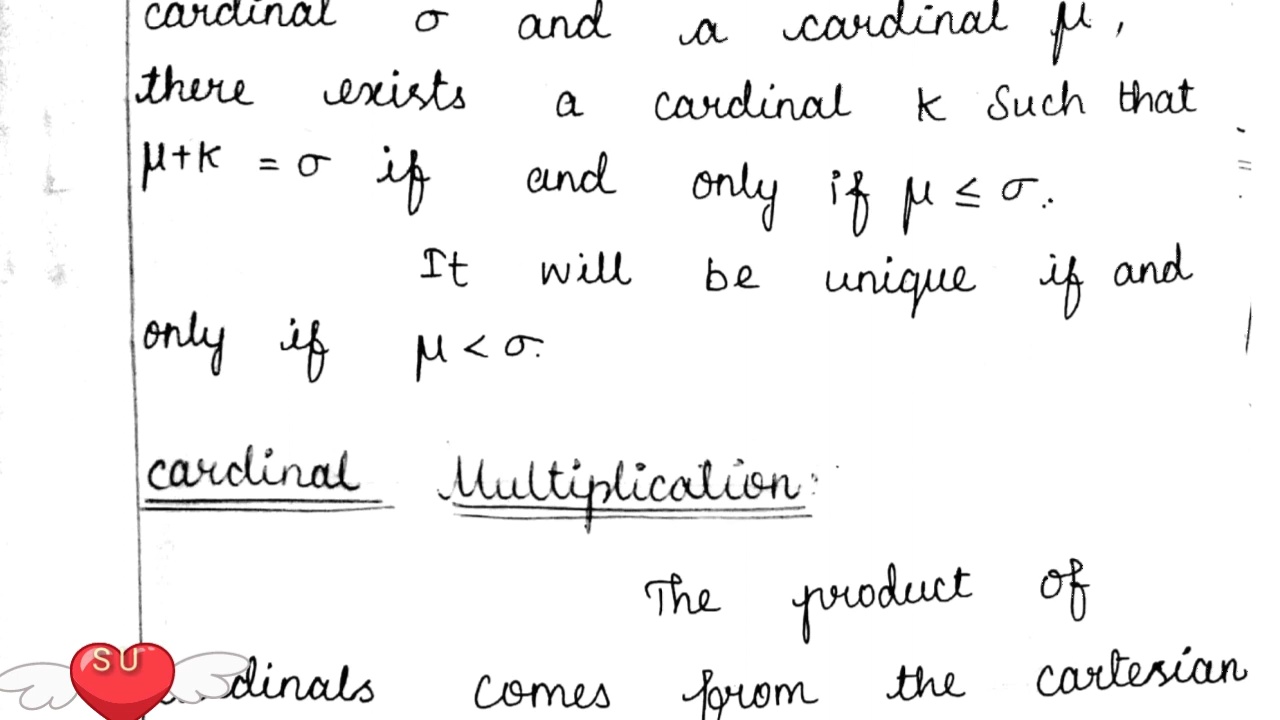 cardinal σ and a cardinal μ,
there exists a cardinal K Such that
μ+K = σ if and only if μ ≤ σ.
It will be unique if and
only if μ < σ.
cardinal Multiplication:
The product of
dinals comes from the cartesian
SU